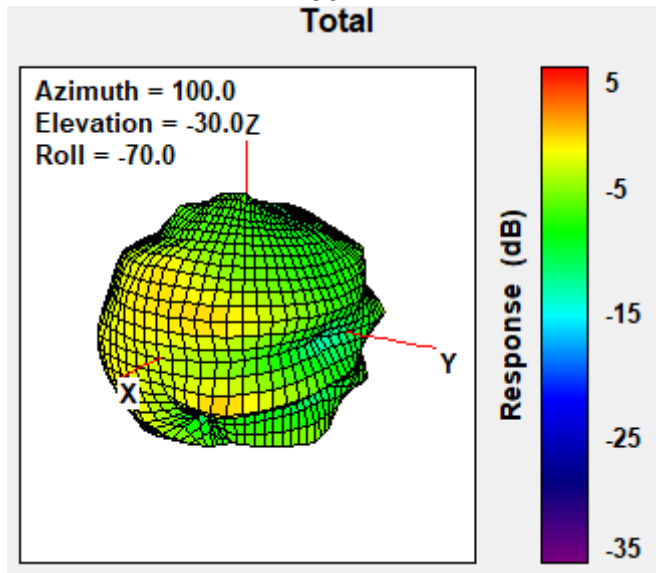 Total
Azimuth = 100.0
Elevation = -30.0
Roll = -70.0
Z
X
Y
Response (dB)
5
-5
-15
-25
-35